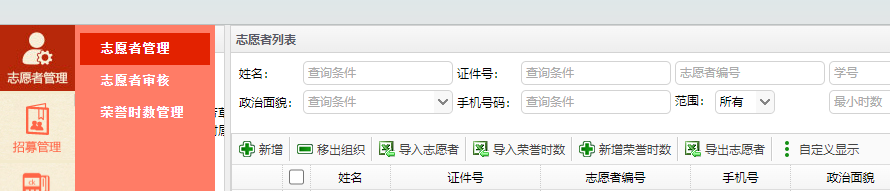 志愿者管理
招募管理
志愿者管理
志愿者审核
荣誉时数管理
志愿者列表
姓名： 查询条件 证件号： 查询条件 志愿者编号 学号
政治面貌： 查询条件 手机号码： 查询条件 范围： 所有 最小时数
新增 移出组织 导入志愿者 导入荣誉时数 新增荣誉时数 导出志愿者 自定义显示
姓名 证件号 志愿者编号 手机号 政治面貌